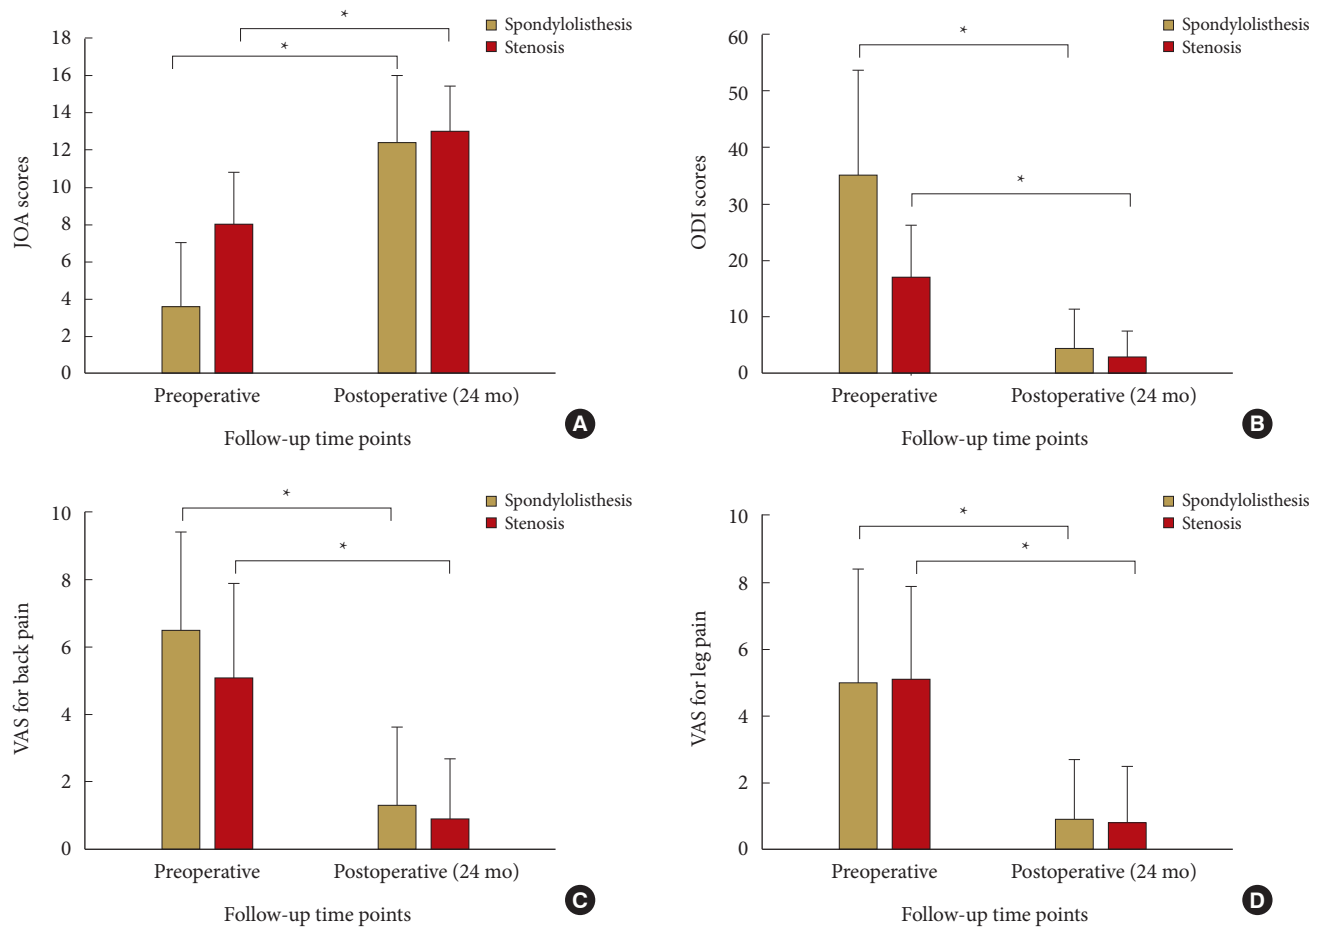 *
*
Spondylolisthesis
Stenosis
18
16
14
12
10
8
6
4
2
0
JOA scores
Preoperative
Postoperative (24 mo)
Follow-up time points
A
*
*
Spondylolisthesis
Stenosis
60
50
40
30
20
10
0
ODI scores
Preoperative
Postoperative (24 mo)
Follow-up time points
B
*
*
Spondylolisthesis
Stenosis
10
8
6
4
2
0
VAS for back pain
Preoperative
Postoperative (24 mo)
Follow-up time points
C
*
*
Spondylolisthesis
Stenosis
10
8
6
4
2
0
VAS for leg pain
Preoperative
Postoperative (24 mo)
Follow-up time points
D